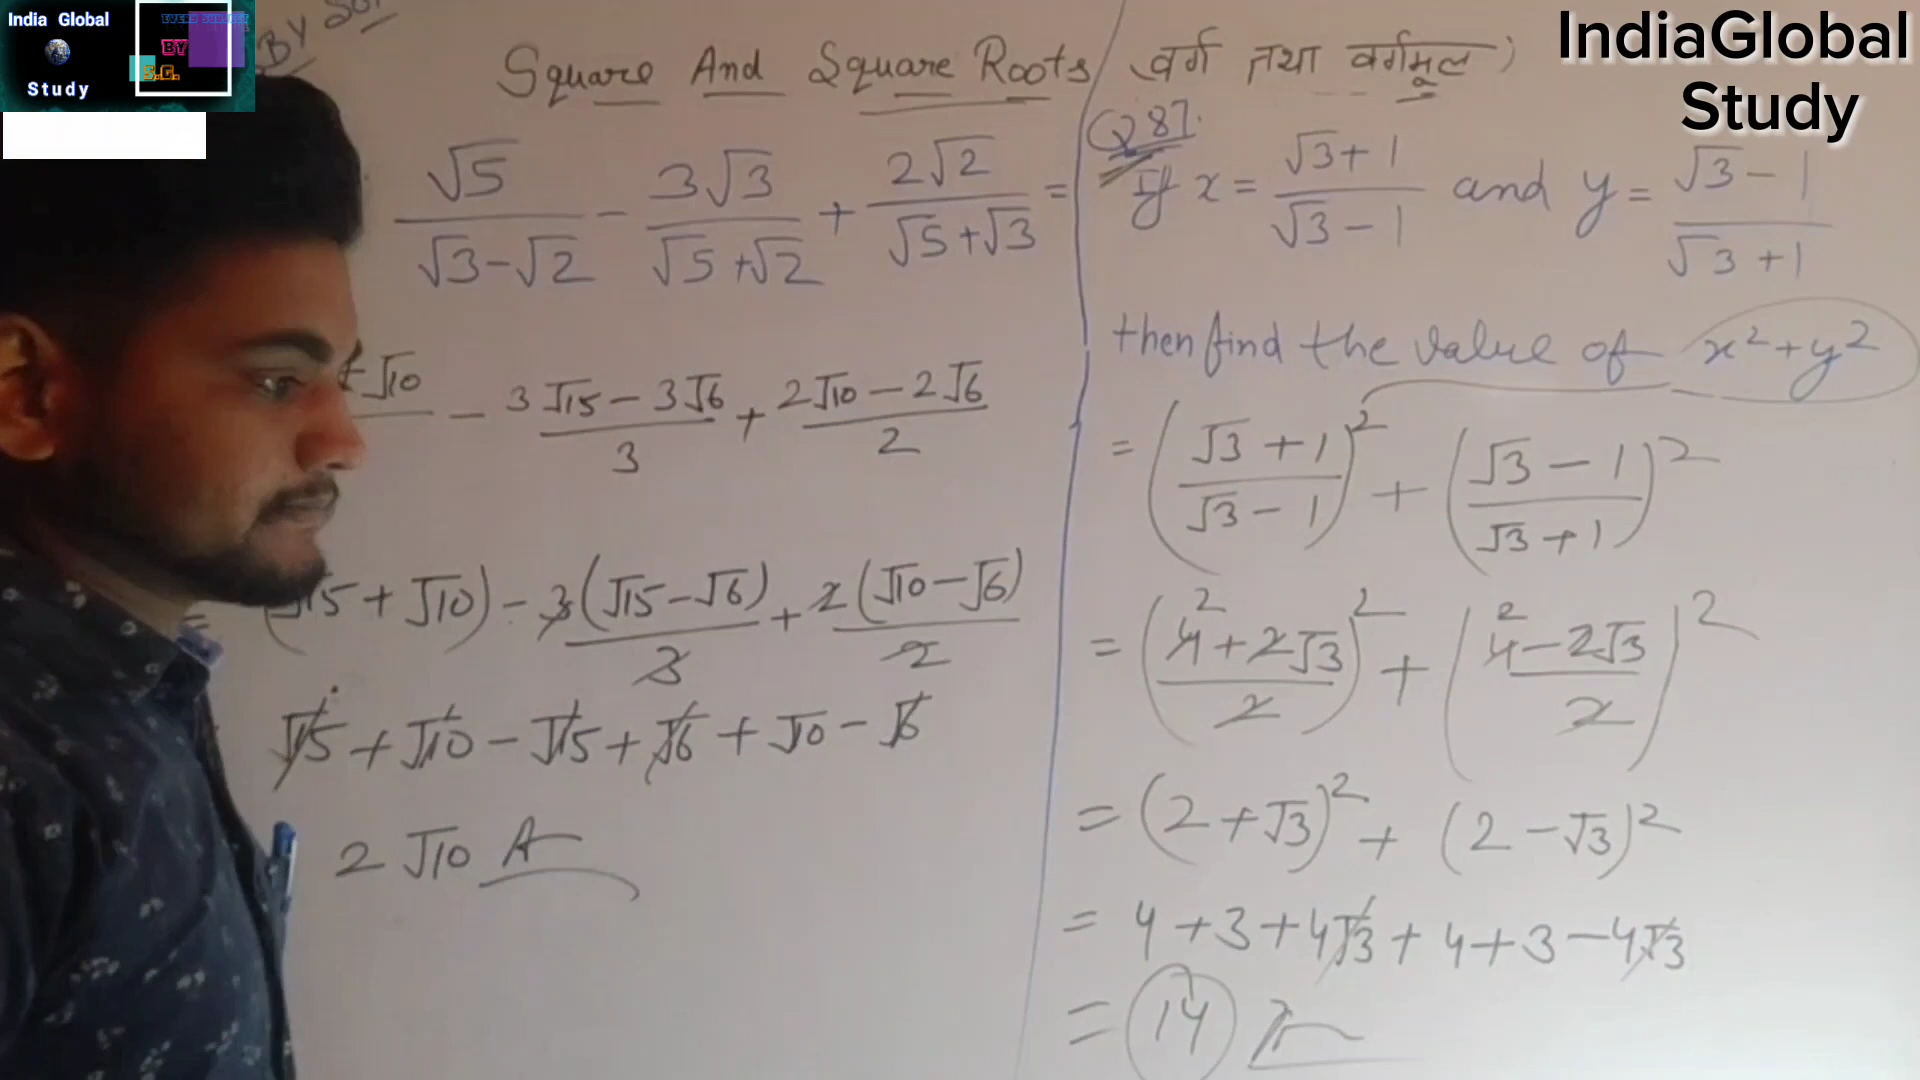 India Global
Study
EVERY SUBJECT
BY
S.G.
IndiaGlobal
Study
BY
Square And Square Roots (वर्ग तथा वर्गमूल)
√5/(√3-√2) - 3√3/(√5+√2) + 2√2/(√5+√3) =
√10 - (3√15-3√6)/3 + (2√10-2√6)/2
= (√15+√10) - 3(√15-√6)/3 + 2(√10-√6)/2
√15+√10-√15+√6+√10-√6
2√10 A
Q87.
If x = (√3+1)/(√3-1) and y = (√3-1)/(√3+1)
then find the value of x²+y²
= ((√3+1)/(√3-1))² + ((√3-1)/(√3+1))²
= ((4+2√3)/2)² + ((4-2√3)/2)²
= (2+√3)² + (2-√3)²
= 4+3+4√3+4+3-4√3
= 14